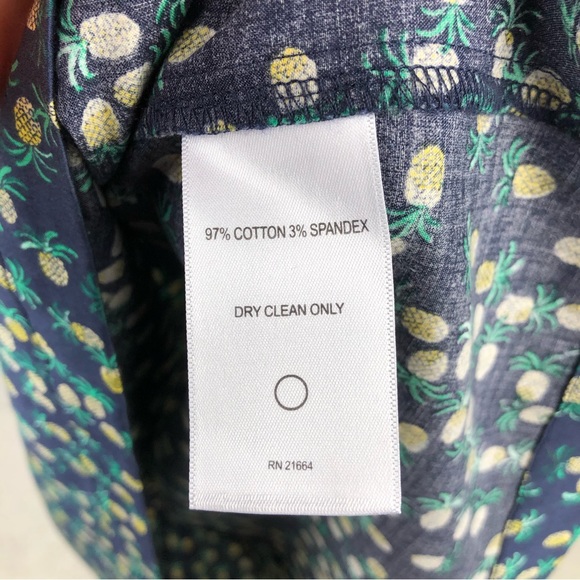 97% COTTON 3% SPANDEX
DRY CLEAN ONLY
RN 21664